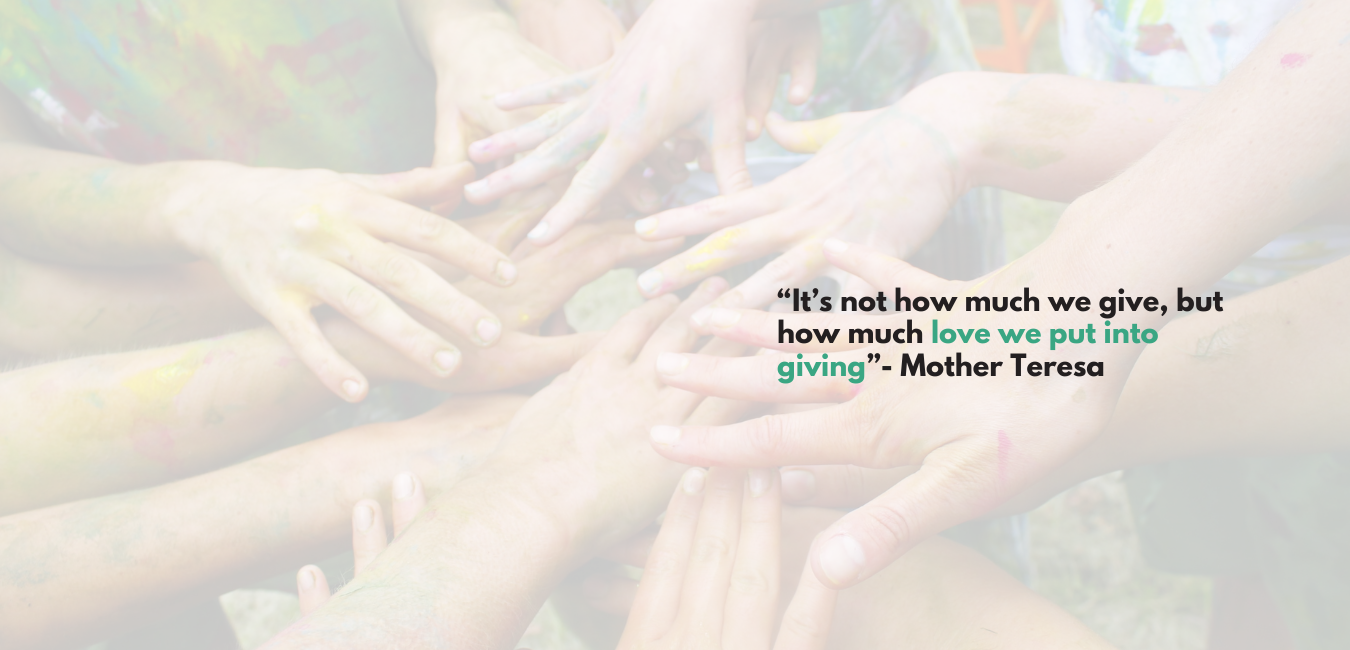 “It’s not how much we give, but
how much love we put into
giving”- Mother Teresa